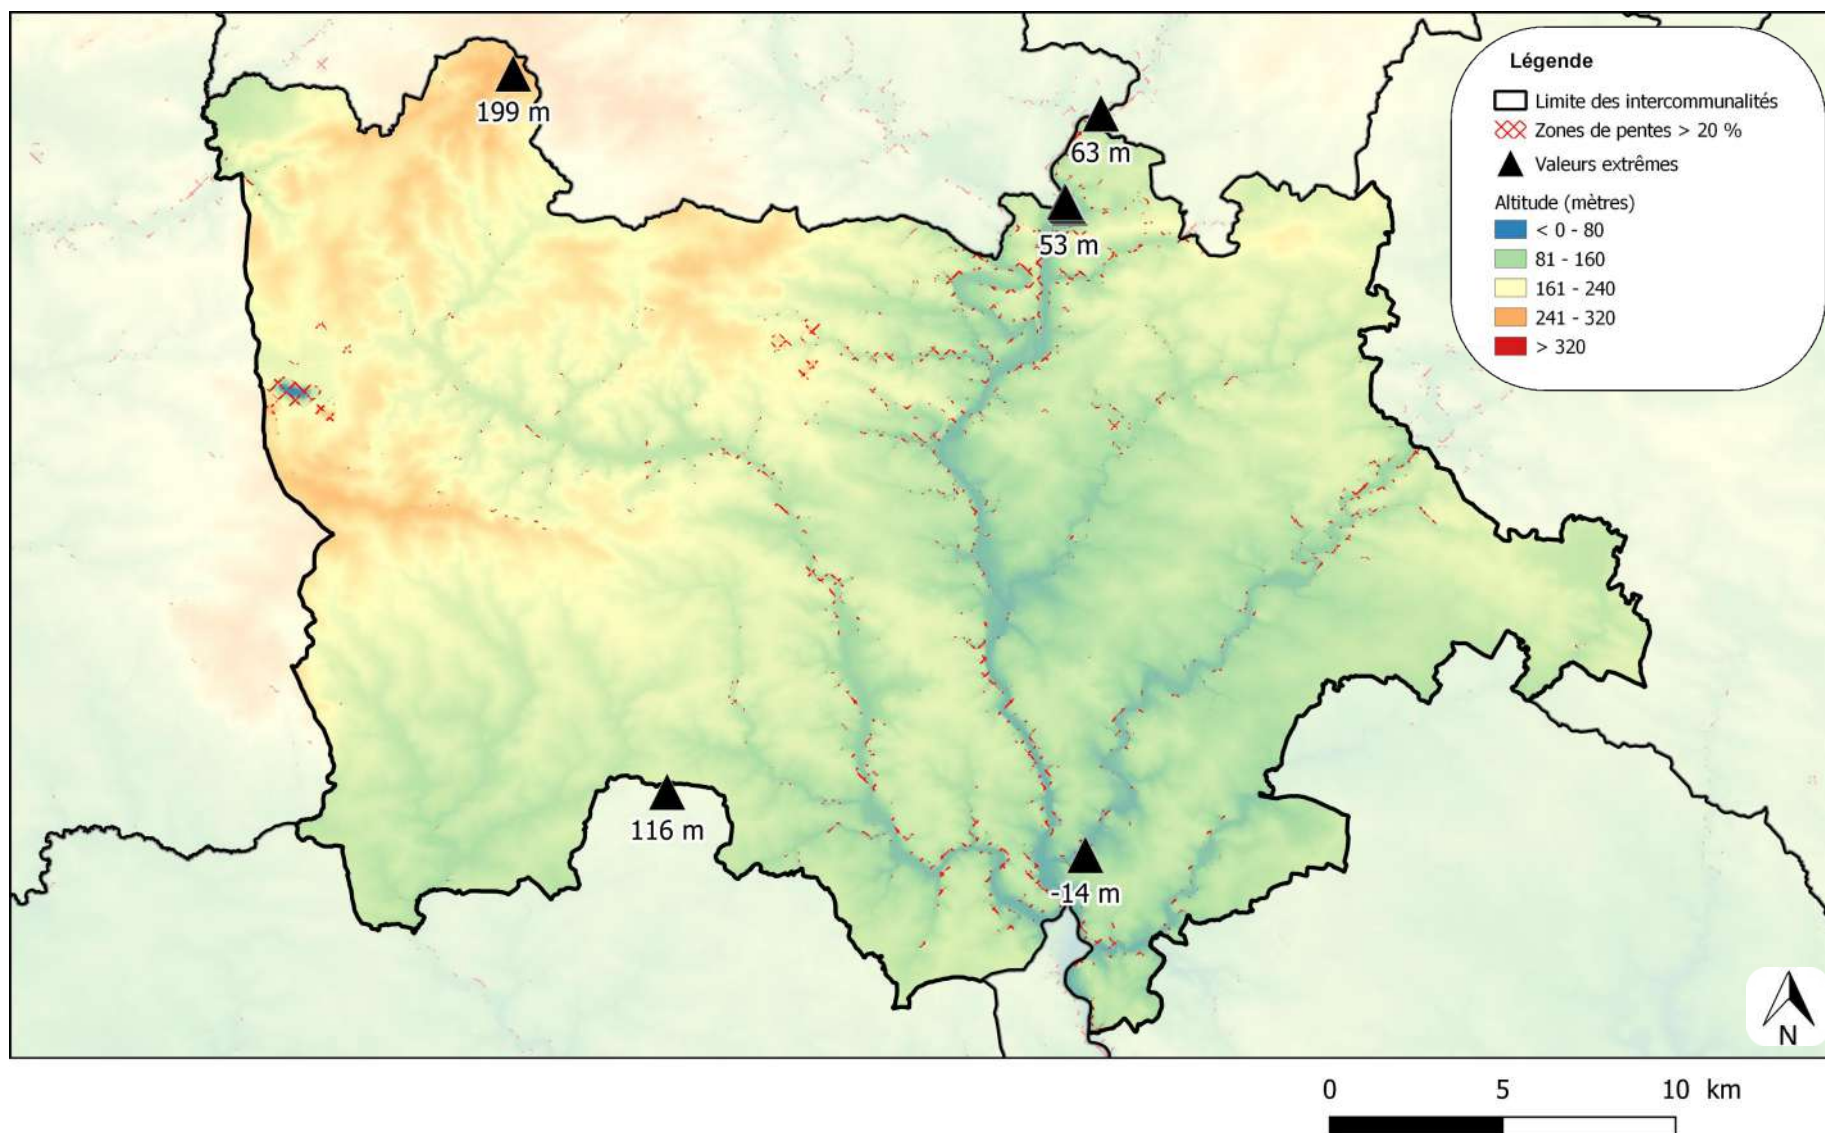 Légende
Limite des intercommunalités
Zones de pentes > 20 %
Valeurs extrêmes
Altitude (mètres)
< 0 - 80
81 - 160
161 - 240
241 - 320
> 320
199 m
63 m
53 m
116 m
-14 m
N
0 5 10 km